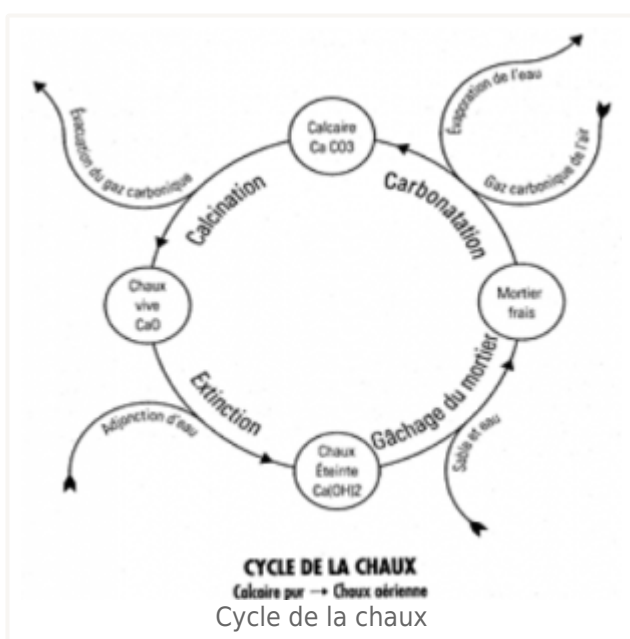 Évaporation de l'eau
Évacuation du gaz carbonique
Calcaire
Ca CO3
Gaz carbonique de l'air
Calcination
Carbonatation
Chaux
vive
CaO
Mortier
frais
Extinction
Gâchage du mortier
Adjonction d'eau
Sable et eau
Chaux
Éteinte
Ca(OH)2
CYCLE DE LA CHAUX
Calcaire pur → Chaux aérienne
Cycle de la chaux